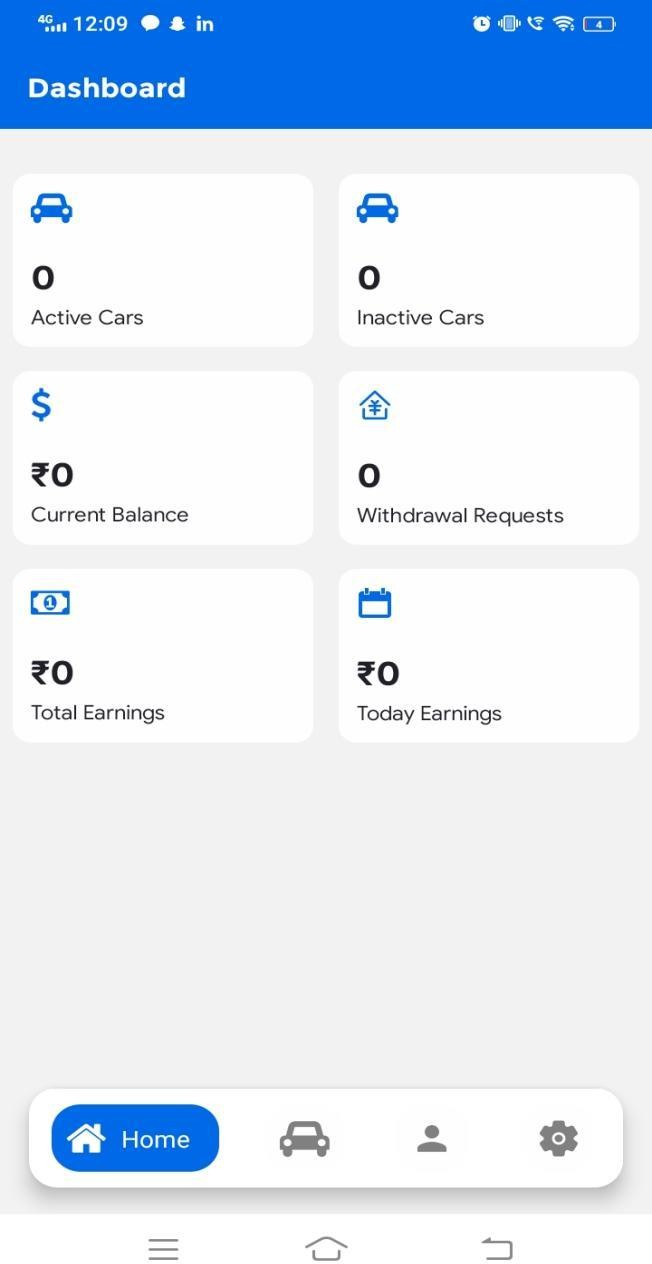 4G 12:09 in 4
Dashboard
0 0
Active Cars Inactive Cars
₹0 0
Current Balance Withdrawal Requests
₹0 ₹0
Total Earnings Today Earnings
Home